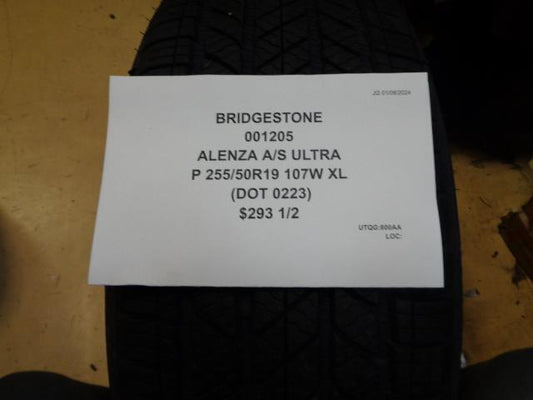 JG 01/08/2024
BRIDGESTONE
001205
ALENZA A/S ULTRA
P 255/50R19 107W XL
(DOT 0223)
$293 1/2
UTQG:800AA
LOC: